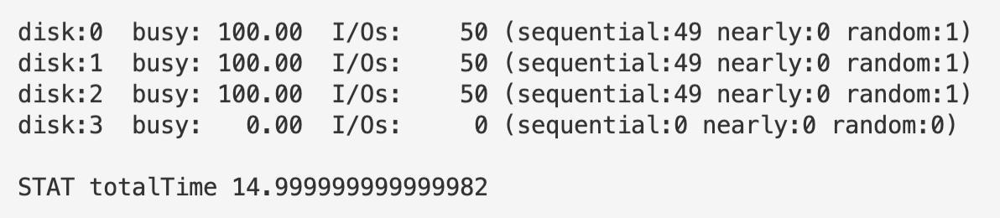 disk:0  busy: 100.00  I/Os:    50 (sequential:49 nearly:0 random:1)
disk:1  busy: 100.00  I/Os:    50 (sequential:49 nearly:0 random:1)
disk:2  busy: 100.00  I/Os:    50 (sequential:49 nearly:0 random:1)
disk:3  busy:   0.00  I/Os:     0 (sequential:0 nearly:0 random:0)
STAT totalTime 14.999999999999982